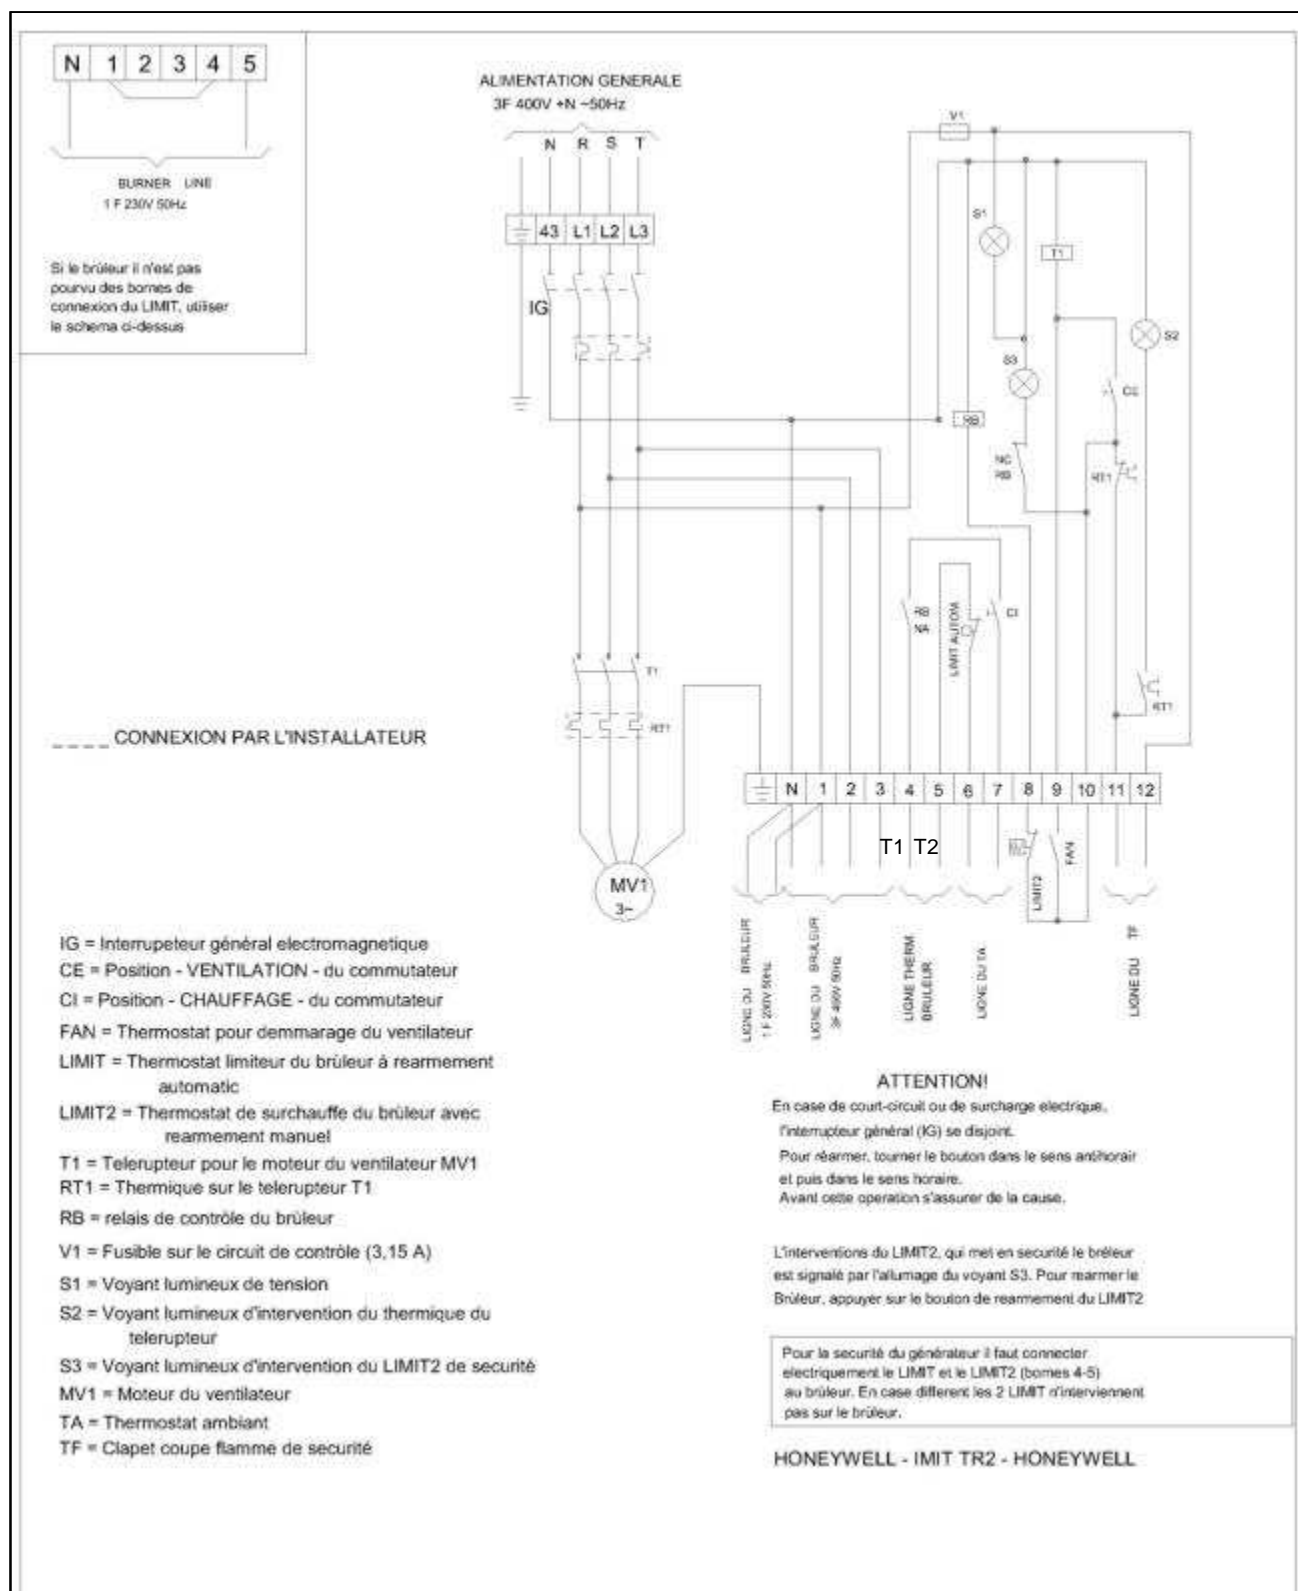 N 1 2 3 4 5
BURNER LINE
1 F 230V 50Hz
Si le brûleur il n'est pas
pourvu des bornes de
connexion du LIMIT, utiliser
le schema ci-dessus
ALIMENTATION GENERALE
3F 400V +N ~50Hz
N R S T
43 L1 L2 L3
IG
V1
S1
T1
S2
S3
CE
RB
NC
RB
RT1
RB
NA
LIMIT AUTOM
CI
T1
RT1
RT1
CONNEXION PAR L'INSTALLATEUR
N 1 2 3 4 5 6 7 8 9 10 11 12
T1 T2
MV1
3~
LIMIT2
FAN
LIGNE DU BRULEUR
1 F 230V 50Hz
LIGNE DU BRULEUR
3F 400V 50Hz
LIGNE THERM
BRULEUR
LIGNE DU TA
LIGNE DU TF
IG = Interrupeteur général electromagnetique
CE = Position - VENTILATION - du commutateur
CI = Position - CHAUFFAGE - du commutateur
FAN = Thermostat pour demmarage du ventilateur
LIMIT = Thermostat limiteur du brûleur à rearmement
automatic
LIMIT2 = Thermostat de surchauffe du brûleur avec
rearmement manuel
T1 = Telerupteur pour le moteur du ventilateur MV1
RT1 = Thermique sur le telerupteur T1
RB = relais de contrôle du brûleur
V1 = Fusible sur le circuit de contrôle (3,15 A)
S1 = Voyant lumineux de tension
S2 = Voyant lumineux d'intervention du thermique du
telerupteur
S3 = Voyant lumineux d'intervention du LIMIT2 de securité
MV1 = Moteur du ventilateur
TA = Thermostat ambiant
TF = Clapet coupe flamme de securité
ATTENTION!
En case de court-circuit ou de surcharge electrique,
l'interrupteur général (IG) se disjoint.
Pour réarmer, tourner le bouton dans le sens antihorair
et puis dans le sens horaire.
Avant cette operation s'assurer de la cause.
L'interventions du LIMIT2, qui met en securité le brêleur
est signalé par l'allumage du voyant S3. Pour rearmer le
Brûleur, appuyer sur le bouton de rearmement du LIMIT2
Pour la securité du générateur il faut connecter
electriquement le LIMIT et le LIMIT2 (bornes 4-5)
au brûleur. En case different les 2 LIMIT n'interviennent
pas sur le brûleur.
HONEYWELL - IMIT TR2 - HONEYWELL